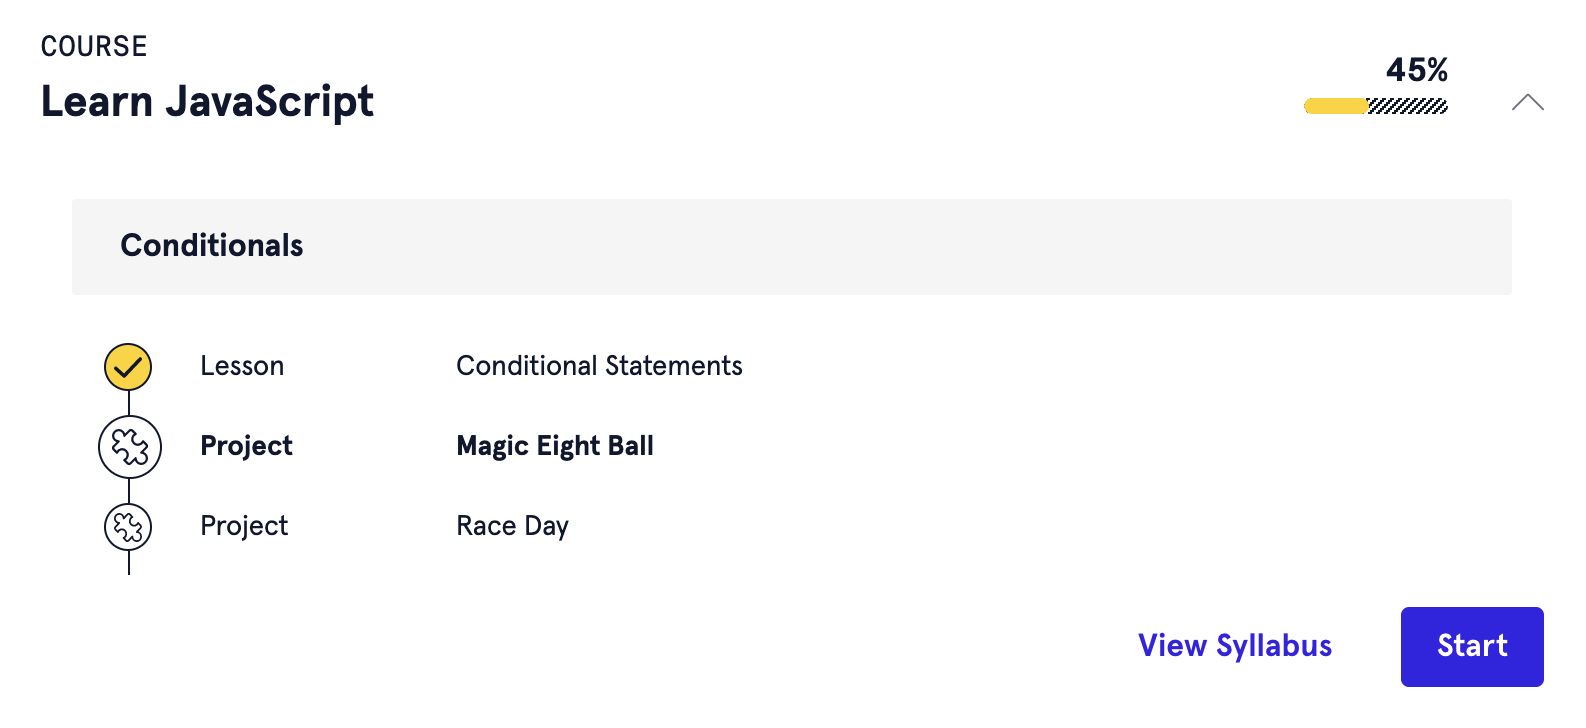 COURSE
Learn JavaScript
45%
Conditionals
Lesson Conditional Statements
Project Magic Eight Ball
Project Race Day
View Syllabus Start